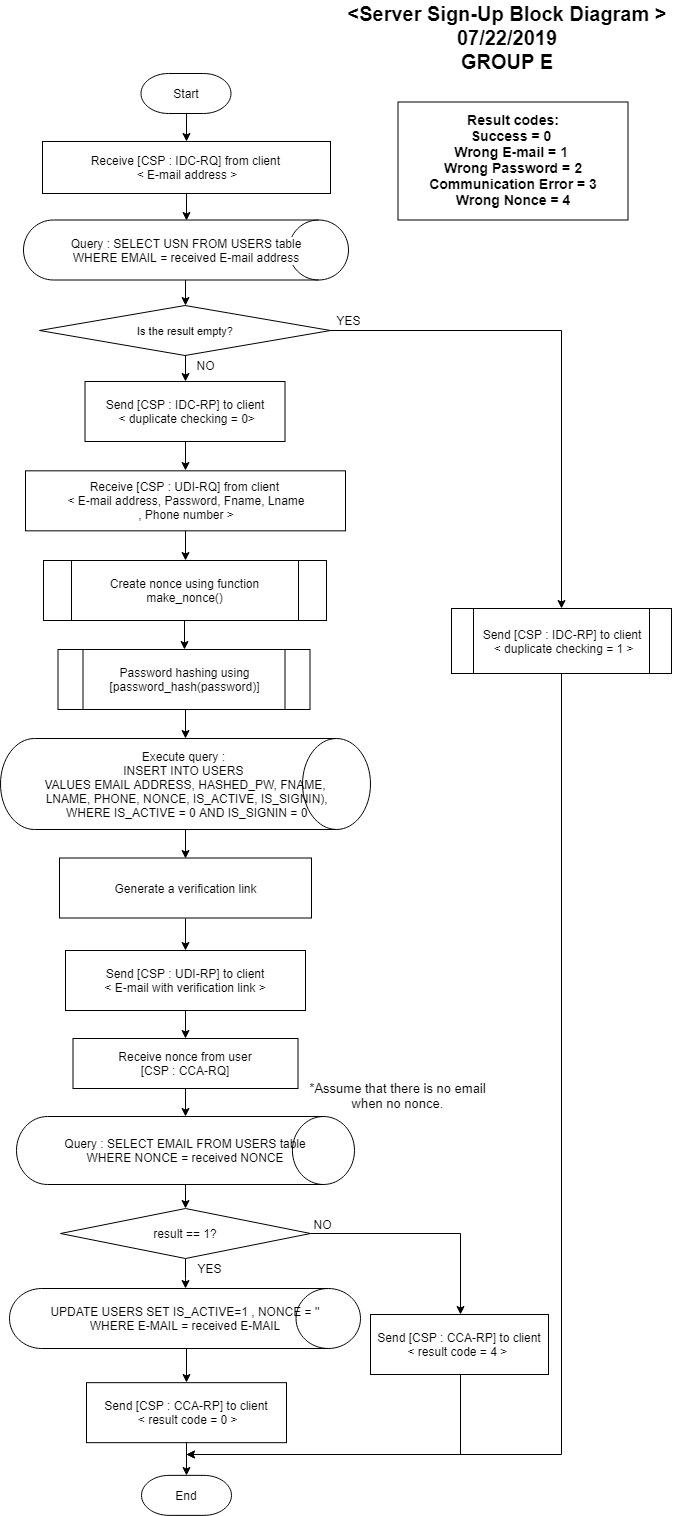 <Server Sign-Up Block Diagram >
07/22/2019
GROUP E
Start
Result codes:
Success = 0
Wrong E-mail = 1
Wrong Password = 2
Communication Error = 3
Wrong Nonce = 4
Receive [CSP : IDC-RQ] from client
< E-mail address >
Query : SELECT USN FROM USERS table
WHERE EMAIL = received E-mail address
Is the result empty?
YES
NO
Send [CSP : IDC-RP] to client
< duplicate checking = 0>
Receive [CSP : UDI-RQ] from client
< E-mail address, Password, Fname, Lname
, Phone number >
Create nonce using function
make_nonce()
Send [CSP : IDC-RP] to client
< duplicate checking = 1 >
Password hashing using
[password_hash(password)]
Execute query :
INSERT INTO USERS
VALUES EMAIL ADDRESS, HASHED_PW, FNAME,
LNAME, PHONE, NONCE, IS_ACTIVE, IS_SIGNIN),
WHERE IS_ACTIVE = 0 AND IS_SIGNIN = 0
Generate a verification link
Send [CSP : UDI-RP] to client
< E-mail with verification link >
Receive nonce from user
[CSP : CCA-RQ]
*Assume that there is no email
when no nonce.
Query : SELECT EMAIL FROM USERS table
WHERE NONCE = received NONCE
result == 1?
NO
YES
UPDATE USERS SET IS_ACTIVE=1 , NONCE = ''
WHERE E-MAIL = received E-MAIL
Send [CSP : CCA-RP] to client
< result code = 4 >
Send [CSP : CCA-RP] to client
< result code = 0 >
End